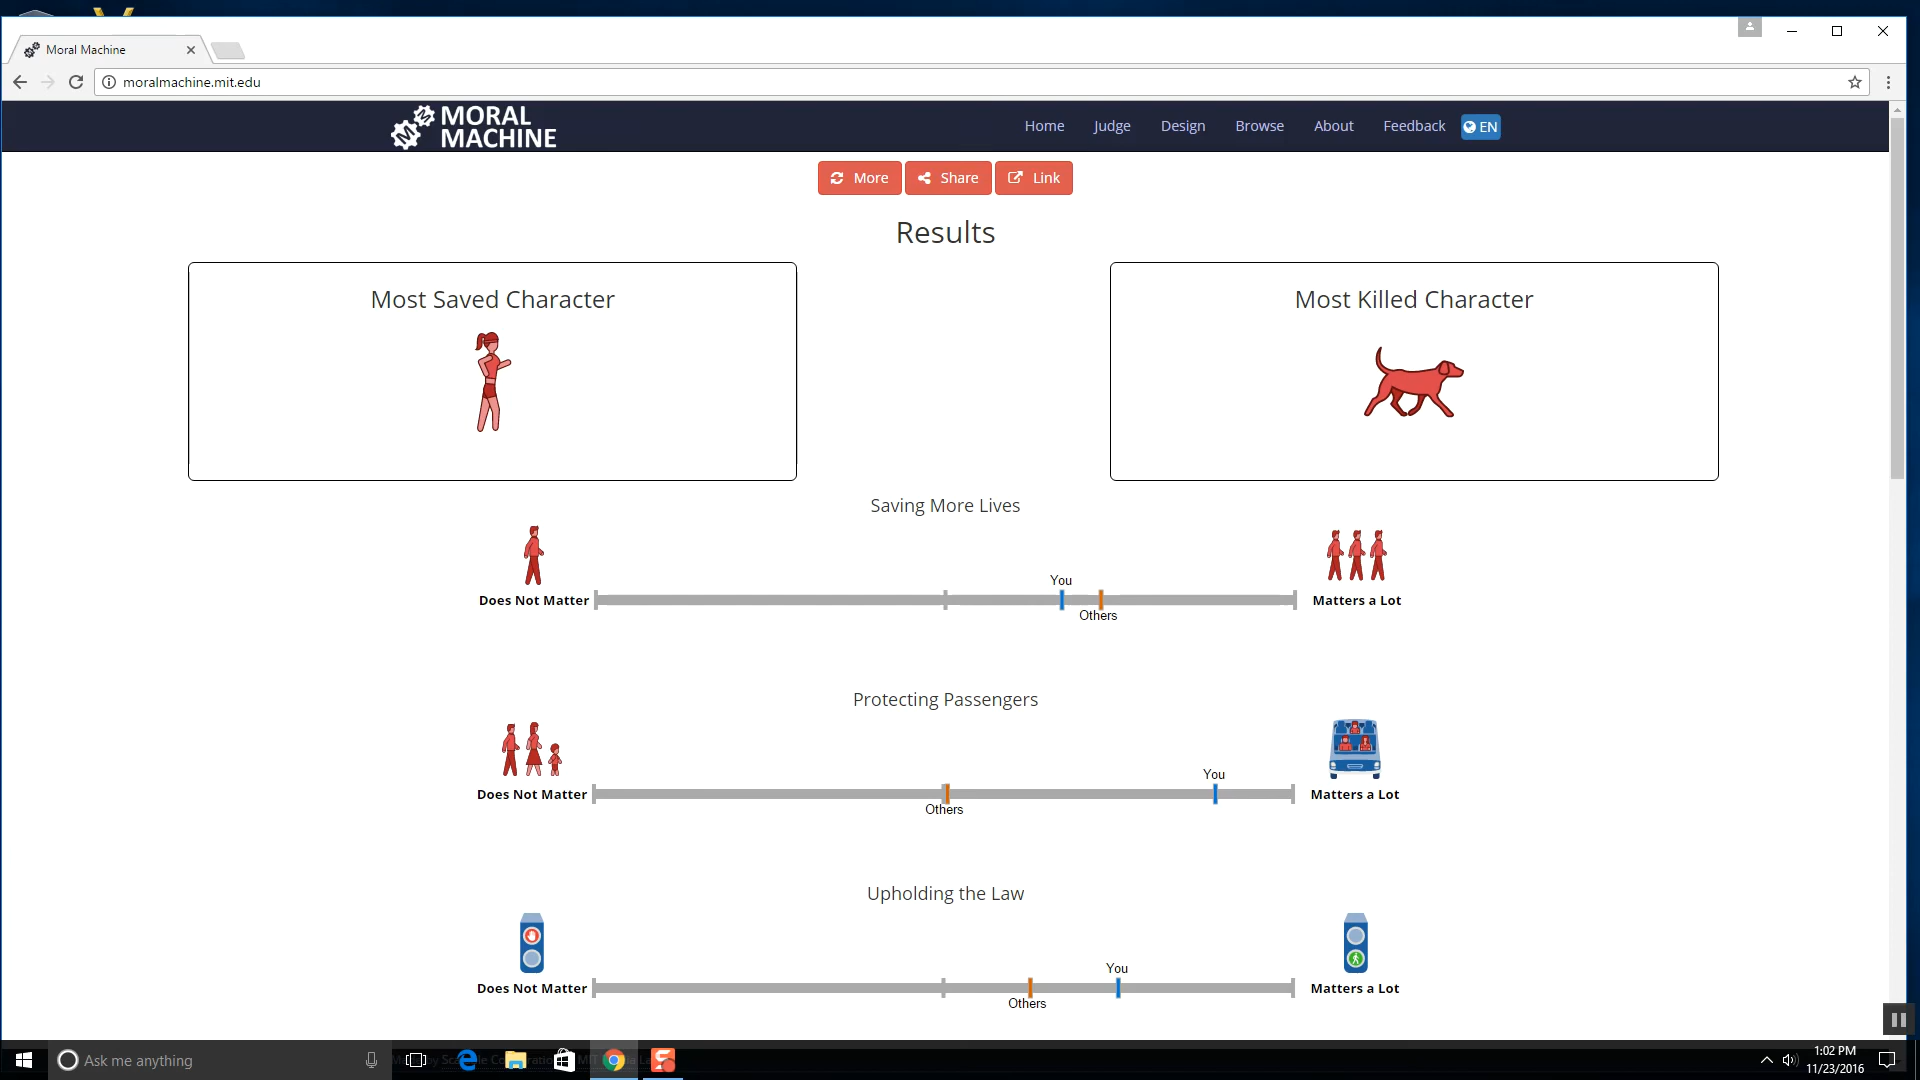 Moral Machine
moralmachine.mit.edu
MORAL
MACHINE
Home Judge Design Browse About Feedback EN
More Share Link
Results
Most Saved Character
Most Killed Character
Saving More Lives
You
Does Not Matter
Matters a Lot
Others
Protecting Passengers
You
Does Not Matter
Matters a Lot
Others
Upholding the Law
You
Does Not Matter
Matters a Lot
Others
Ask me anything
1:02 PM
11/23/2016